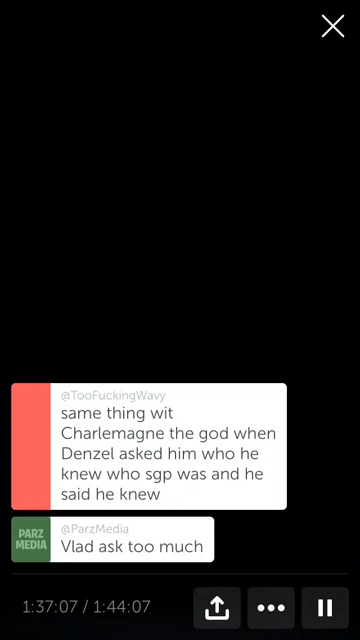 @TooFuckingWavy
same thing wit
Charlemagne the god when
Denzel asked him who he
knew who sgp was and he
said he knew
PARZ
MEDIA
@ParzMedia
Vlad ask too much
1:37:07 / 1:44:07